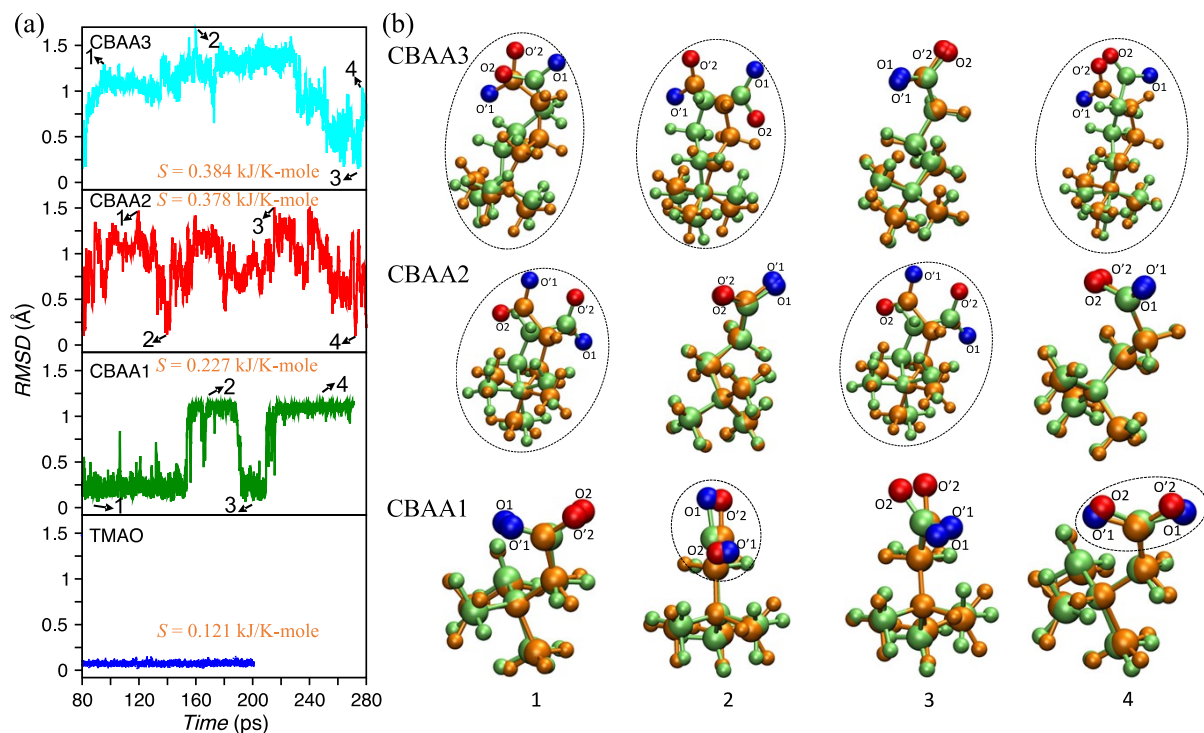 (a)
CBAA3
1.5
1
0.5
0
1
2
3
4
S = 0.384 kJ/K-mole
CBAA2
S = 0.378 kJ/K-mole
1.5
1
0.5
0
1
2
3
4
CBAA1
S = 0.227 kJ/K-mole
1.5
1
0.5
0
1
2
3
4
TMAO
1.5
1
0.5
0
S = 0.121 kJ/K-mole
RMSD (Å)
80 120 160 200 240 280
Time (ps)
(b)
CBAA3
O'2 O1 O2 O'1
O'2 O1 O'1 O2
O'2 O1 O2 O'1
O2 O'2 O1 O'1
CBAA2
O'1 O'2 O2 O1
O'2 O'1 O2 O1
O'1 O'2 O2 O1
O'2 O'1 O2 O1
CBAA1
O1 O2 O'1 O'2
O1 O'2 O2 O'1
O2 O'2 O'1 O1
O2 O'2 O'1 O1
1 2 3 4